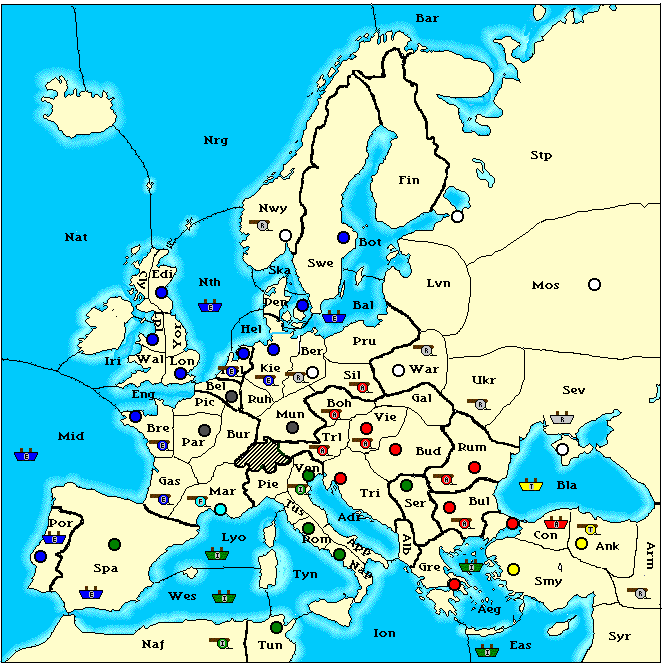 Bar
Nrg
Stp
Fin
Nwy
Nat
Bot
Swe
Ska
Edi
Cly
Nth
Lvn
Mos
Den
Bal
Hel
Lpl
Yor
Pru
Iri
Wal
Lon
Ber
Kie
War
Sil
Ukr
Eng
Bel
Pic
Ruh
Boh
Gal
Sev
Mid
Bre
Par
Bur
Mun
Vie
Trl
Bud
Rum
Gas
Mar
Pie
Ven
Tri
Ser
Bul
Bla
Por
Lyo
Tus
Adr
Con
Ank
Arm
Spa
Rom
App
Nap
Alb
Gre
Smy
Tyn
Wes
Aeg
Naf
Tun
Ion
Eas
Syr